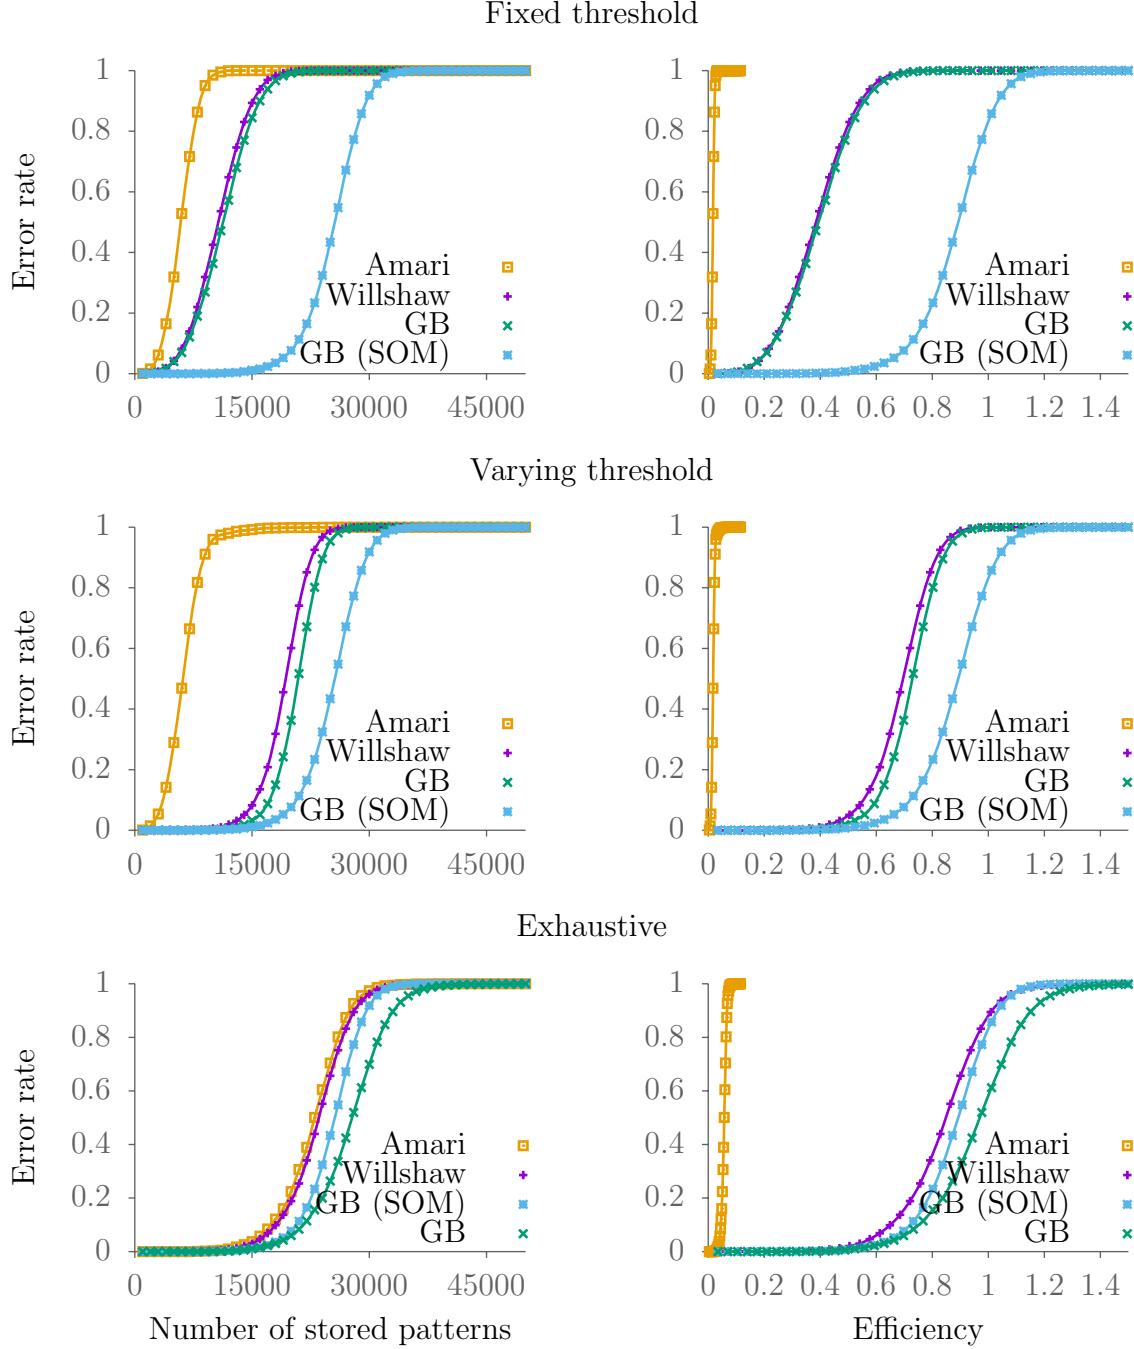 Fixed threshold
Error rate
1
0.8
0.6
0.4
0.2
0
0 15000 30000 45000
Amari
Willshaw
GB
GB (SOM)
1
0.8
0.6
0.4
0.2
0
0 0.2 0.4 0.6 0.8 1 1.2 1.4
Amari
Willshaw
GB
GB (SOM)
Varying threshold
Error rate
1
0.8
0.6
0.4
0.2
0
0 15000 30000 45000
Amari
Willshaw
GB
GB (SOM)
1
0.8
0.6
0.4
0.2
0
0 0.2 0.4 0.6 0.8 1 1.2 1.4
Amari
Willshaw
GB
GB (SOM)
Exhaustive
Error rate
1
0.8
0.6
0.4
0.2
0
0 15000 30000 45000
Amari
Willshaw
GB (SOM)
GB
Number of stored patterns
1
0.8
0.6
0.4
0.2
0
0 0.2 0.4 0.6 0.8 1 1.2 1.4
Amari
Willshaw
GB (SOM)
GB
Efficiency